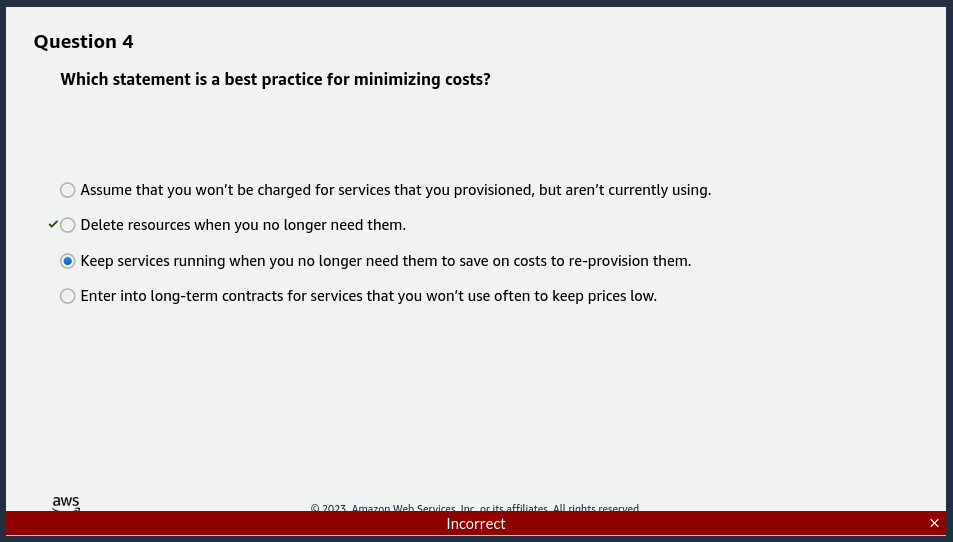 Question 4
Which statement is a best practice for minimizing costs?
Assume that you won’t be charged for services that you provisioned, but aren’t currently using.
Delete resources when you no longer need them.
Keep services running when you no longer need them to save on costs to re-provision them.
Enter into long-term contracts for services that you won’t use often to keep prices low.
aws
© 2023, Amazon Web Services, Inc. or its affiliates. All rights reserved.
Incorrect